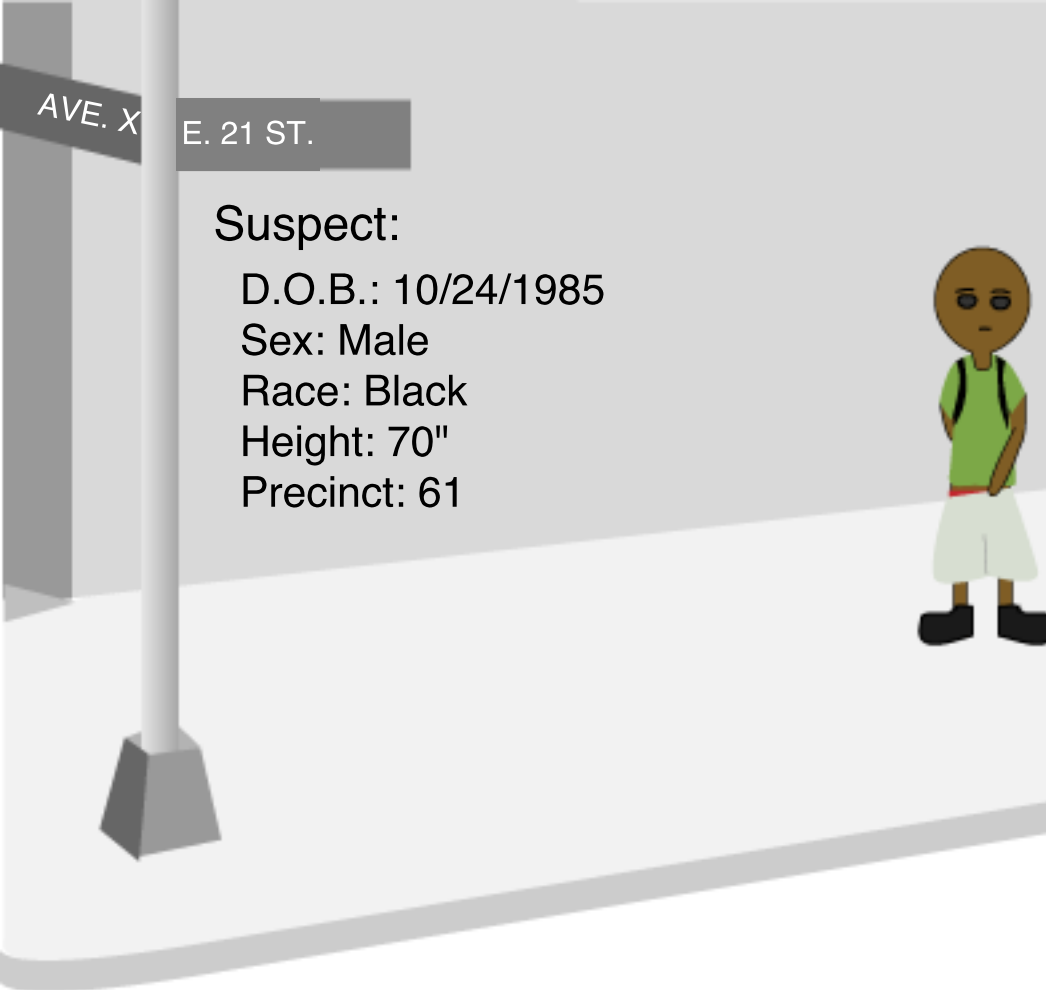 AVE. X
E. 21 ST.
Suspect:
D.O.B.: 10/24/1985
Sex: Male
Race: Black
Height: 70"
Precinct: 61